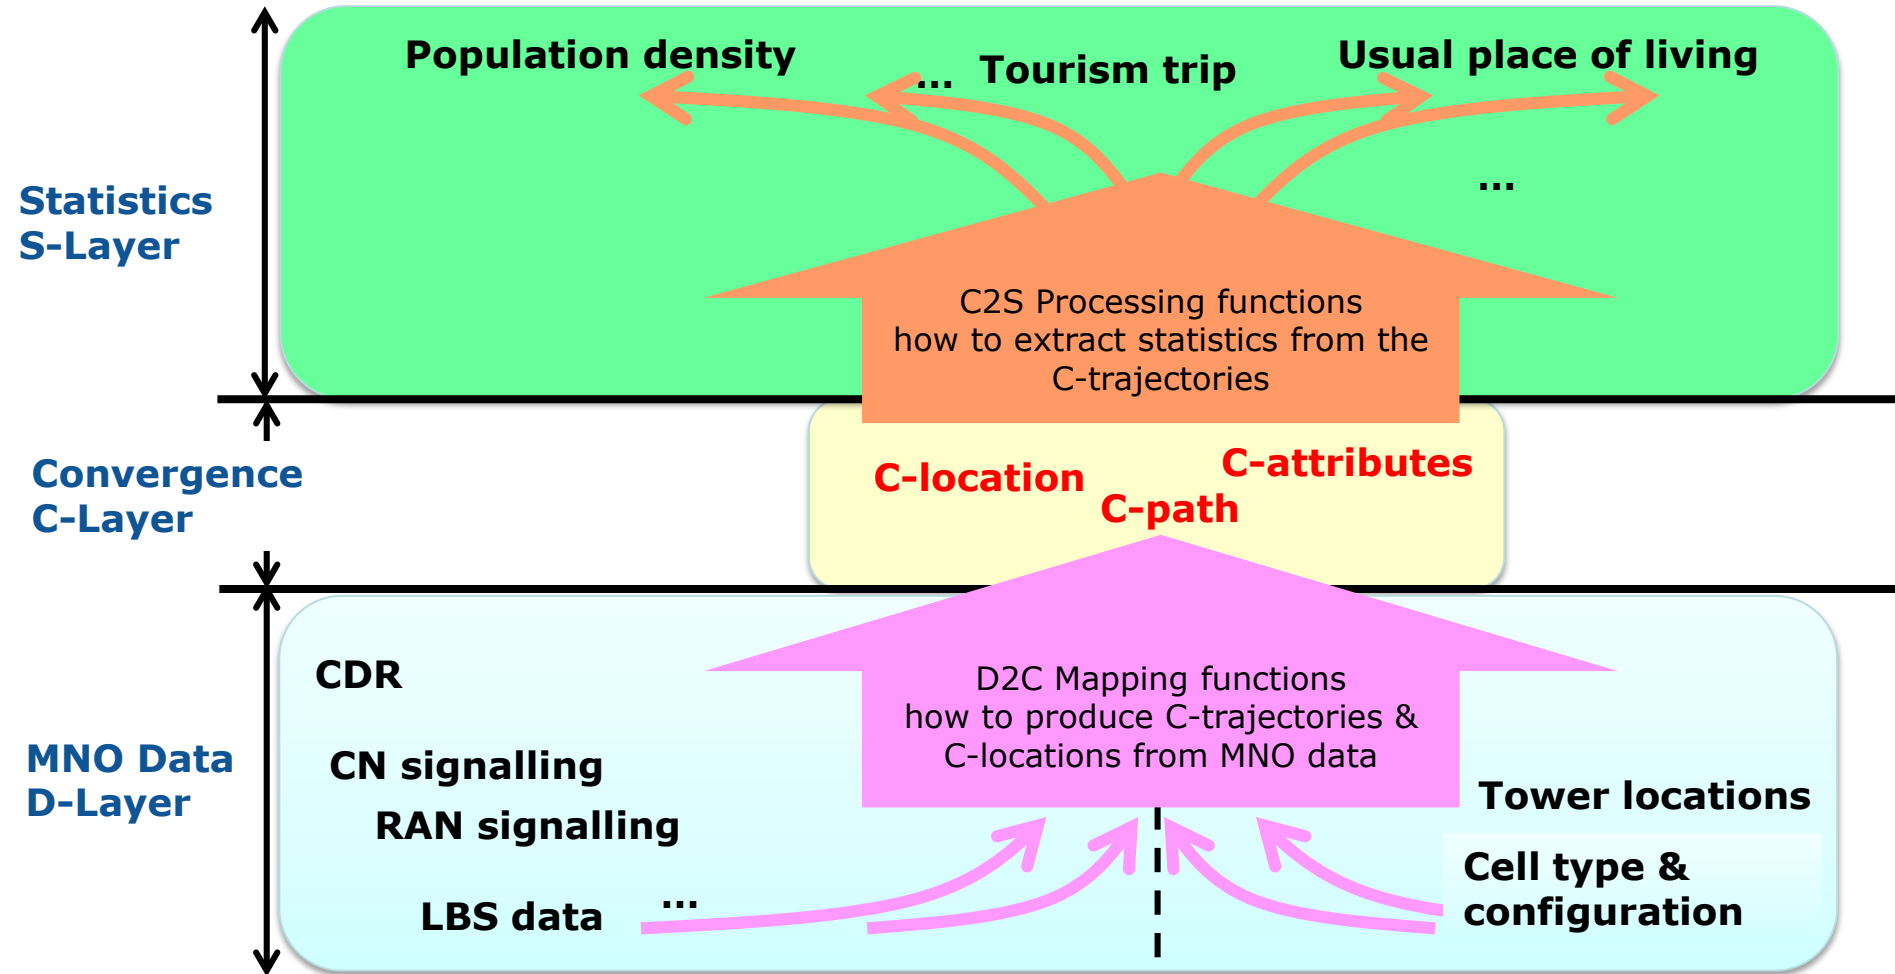 Population density
... Tourism trip
Usual place of living
...
Statistics
S-Layer
C2S Processing functions
how to extract statistics from the
C-trajectories
Convergence
C-Layer
C-location
C-attributes
C-path
MNO Data
D-Layer
CDR
CN signalling
RAN signalling
LBS data
...
D2C Mapping functions
how to produce C-trajectories &
C-locations from MNO data
Tower locations
Cell type &
configuration